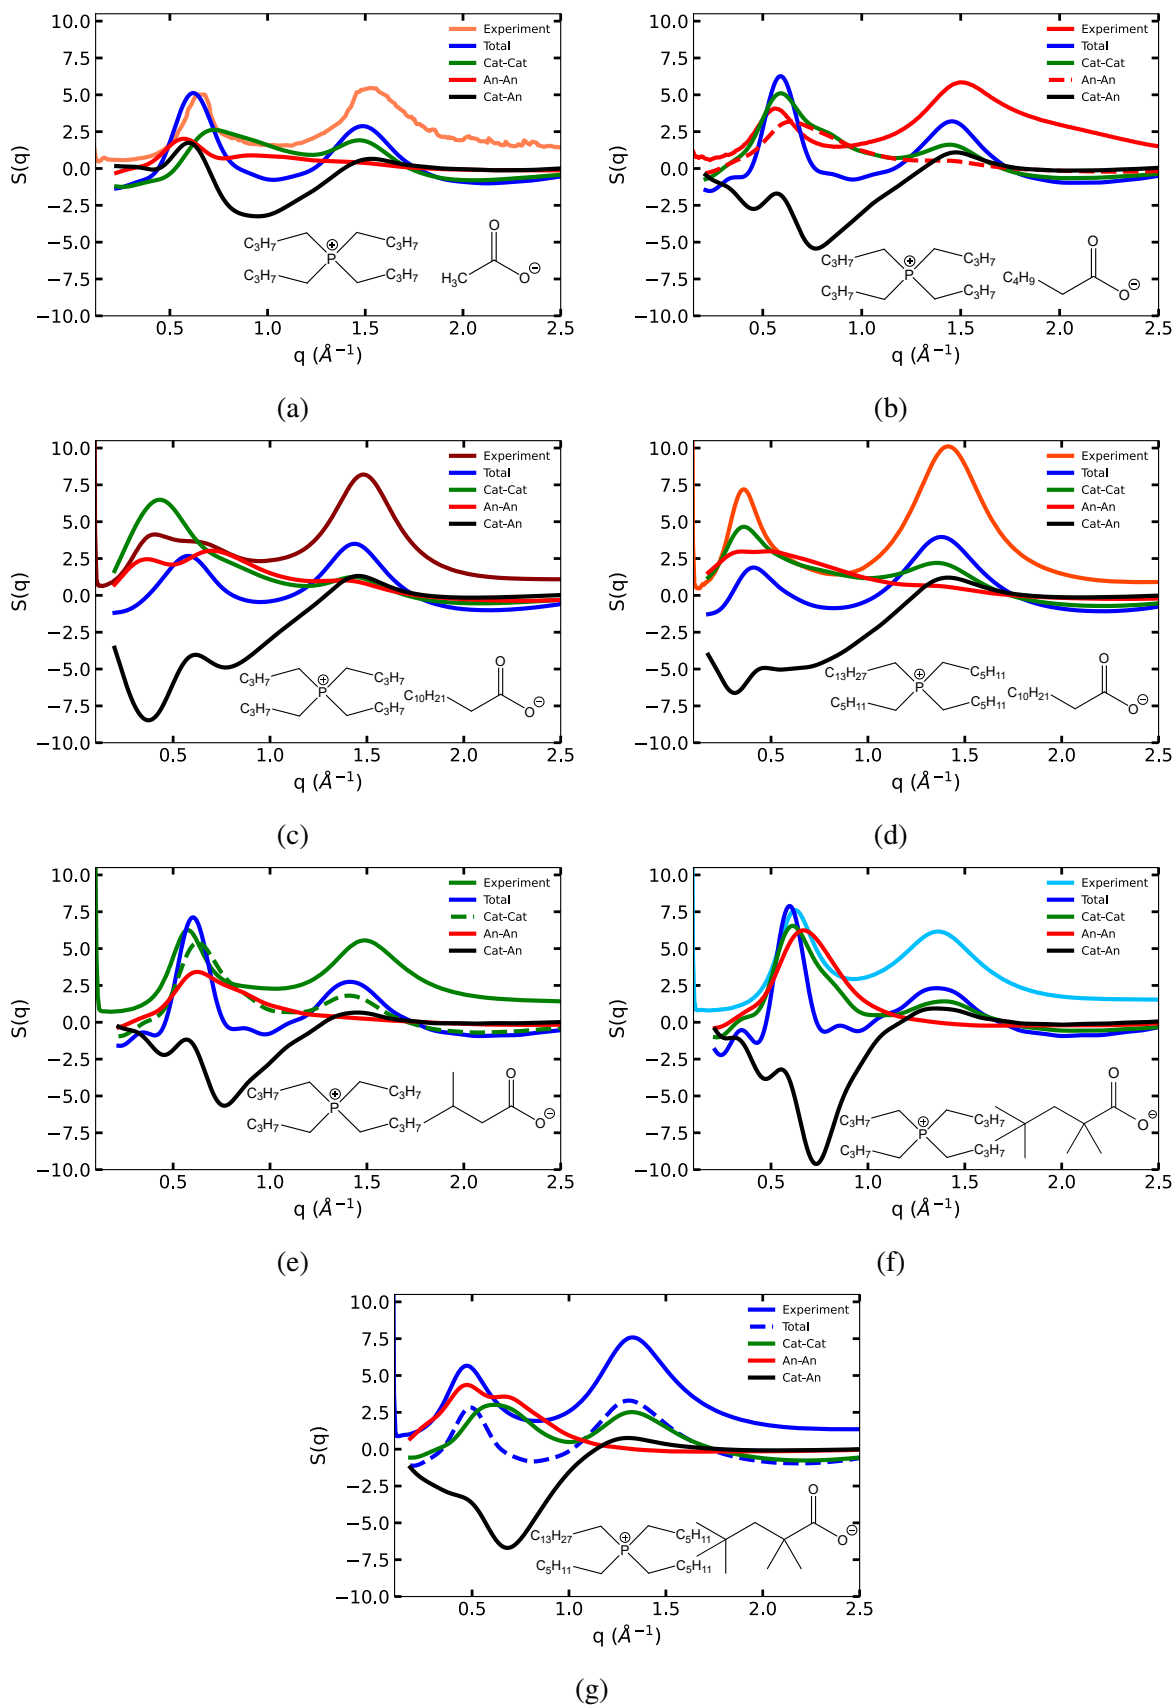 10.0
7.5
5.0
2.5
0.0
−2.5
−5.0
−7.5
−10.0
S(q)
Experiment
Total
Cat-Cat
An-An
Cat-An
C3H7
C3H7
C3H7
C3H7
P
⊕
H3C
O
O
⊖
0.5 1.0 1.5 2.0 2.5
q (Å⁻¹)
(a)
10.0
7.5
5.0
2.5
0.0
−2.5
−5.0
−7.5
−10.0
S(q)
Experiment
Total
Cat-Cat
An-An
Cat-An
C3H7
C3H7
C3H7
C3H7
P
⊕
C4H9
O
O
⊖
0.5 1.0 1.5 2.0 2.5
q (Å⁻¹)
(b)
10.0
7.5
5.0
2.5
0.0
−2.5
−5.0
−7.5
−10.0
S(q)
Experiment
Total
Cat-Cat
An-An
Cat-An
C3H7
C3H7
C3H7
C3H7
P
⊕
C10H21
O
O
⊖
0.5 1.0 1.5 2.0 2.5
q (Å⁻¹)
(c)
10.0
7.5
5.0
2.5
0.0
−2.5
−5.0
−7.5
−10.0
S(q)
Experiment
Total
Cat-Cat
An-An
Cat-An
C13H27
C5H11
C5H11
C5H11
P
⊕
C10H21
O
O
⊖
0.5 1.0 1.5 2.0 2.5
q (Å⁻¹)
(d)
10.0
7.5
5.0
2.5
0.0
−2.5
−5.0
−7.5
−10.0
S(q)
Experiment
Total
Cat-Cat
An-An
Cat-An
C3H7
C3H7
C3H7
C3H7
P
⊕
O
O
⊖
0.5 1.0 1.5 2.0 2.5
q (Å⁻¹)
(e)
10.0
7.5
5.0
2.5
0.0
−2.5
−5.0
−7.5
−10.0
S(q)
Experiment
Total
Cat-Cat
An-An
Cat-An
C3H7
C3H7
C3H7
C3H7
P
⊕
O
O
⊖
0.5 1.0 1.5 2.0 2.5
q (Å⁻¹)
(f)
10.0
7.5
5.0
2.5
0.0
−2.5
−5.0
−7.5
−10.0
S(q)
Experiment
Total
Cat-Cat
An-An
Cat-An
C13H27
C5H11
C5H11
C5H11
P
⊕
O
O
⊖
0.5 1.0 1.5 2.0 2.5
q (Å⁻¹)
(g)